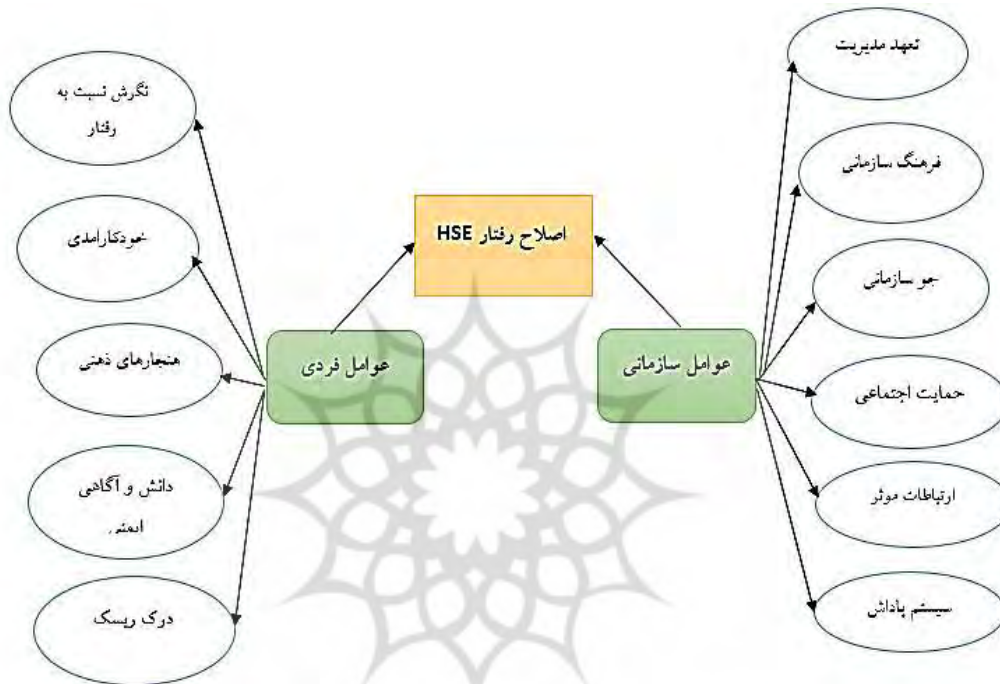 تعهد مدیریت
نگرش نسبت به
رفتار
فرهنگ سازمانی
اصلاح رفتار HSE
خودکارامدی
جو سازمانی
عوامل سازمانی
عوامل فردی
هنجارهای ذهنی
حمایت اجتماعی
دانش و آگاهی
ایمنی
ارتباطات موثر
سیستم پاداش
درک ریسک